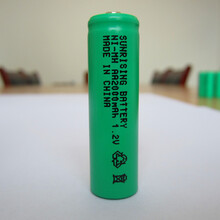 SUNRISING BATTERY
NI-MH AA2000mAh 1.2V
MADE IN CHINA